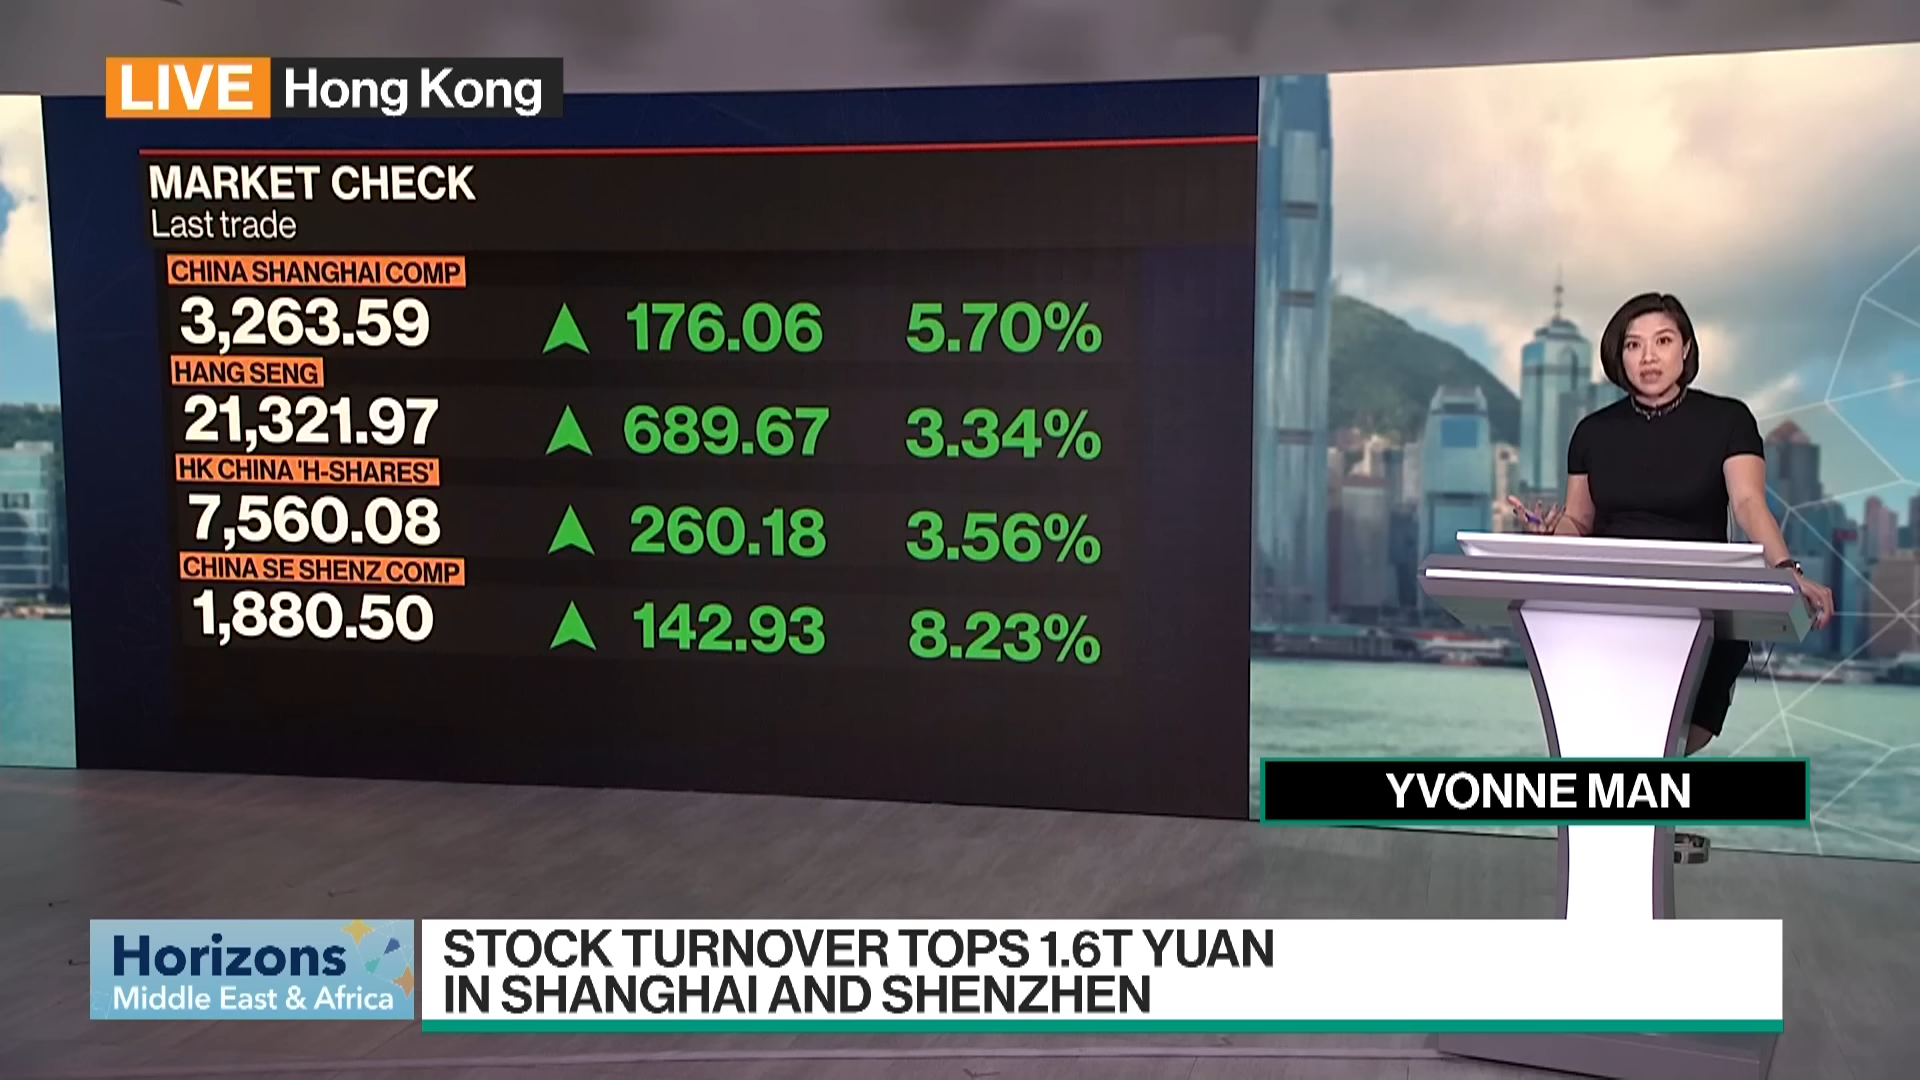 LIVE Hong Kong
MARKET CHECK
Last trade
CHINA SHANGHAI COMP
3,263.59 176.06 5.70%
HANG SENG
21,321.97 689.67 3.34%
HK CHINA 'H-SHARES'
7,560.08 260.18 3.56%
CHINA SE SHENZ COMP
1,880.50 142.93 8.23%
YVONNE MAN
Horizons
Middle East & Africa
STOCK TURNOVER TOPS 1.6T YUAN
IN SHANGHAI AND SHENZHEN